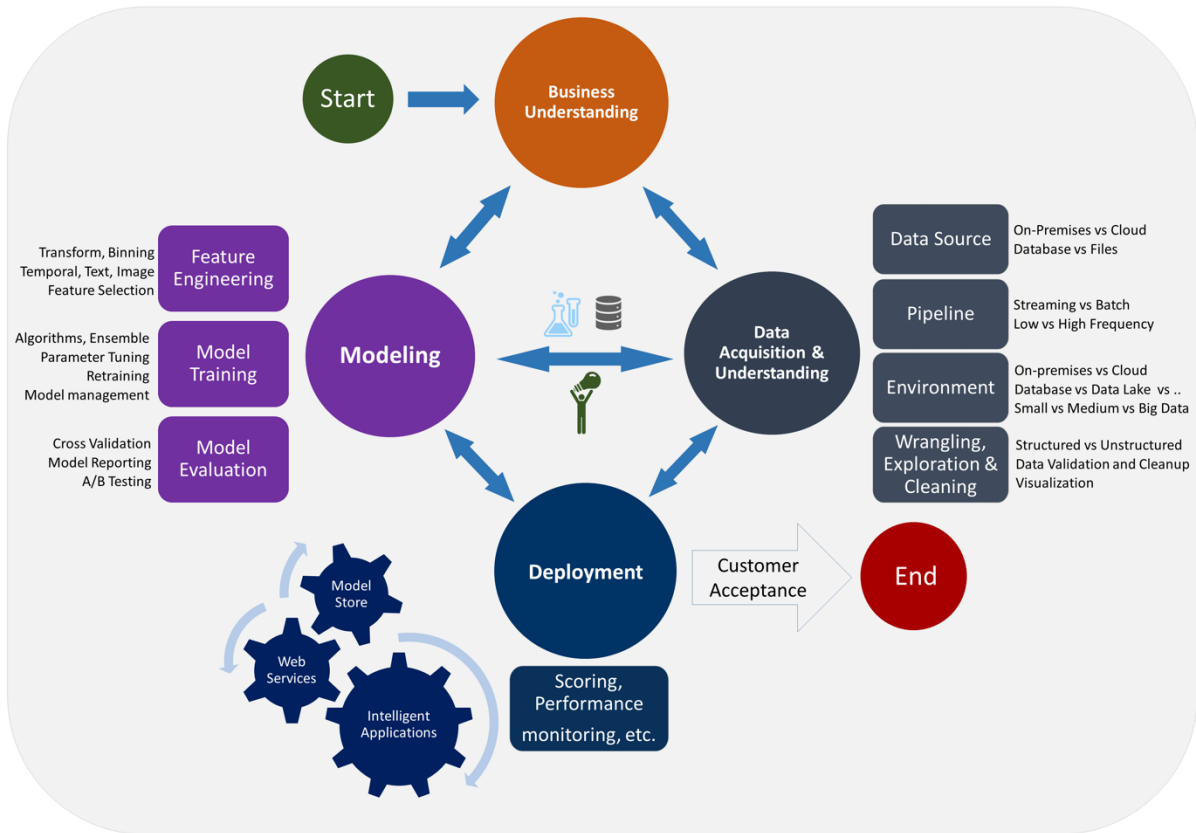 Start
Business
Understanding
Feature
Engineering
Transform, Binning
Temporal, Text, Image
Feature Selection
Model
Training
Algorithms, Ensemble
Parameter Tuning
Retraining
Model management
Model
Evaluation
Cross Validation
Model Reporting
A/B Testing
Modeling
Data
Acquisition &
Understanding
Data Source
On-Premises vs Cloud
Database vs Files
Pipeline
Streaming vs Batch
Low vs High Frequency
Environment
On-premises vs Cloud
Database vs Data Lake vs ..
Small vs Medium vs Big Data
Wrangling,
Exploration &
Cleaning
Structured vs Unstructured
Data Validation and Cleanup
Visualization
Deployment
Customer
Acceptance
End
Model
Store
Web
Services
Intelligent
Applications
Scoring,
Performance
monitoring, etc.